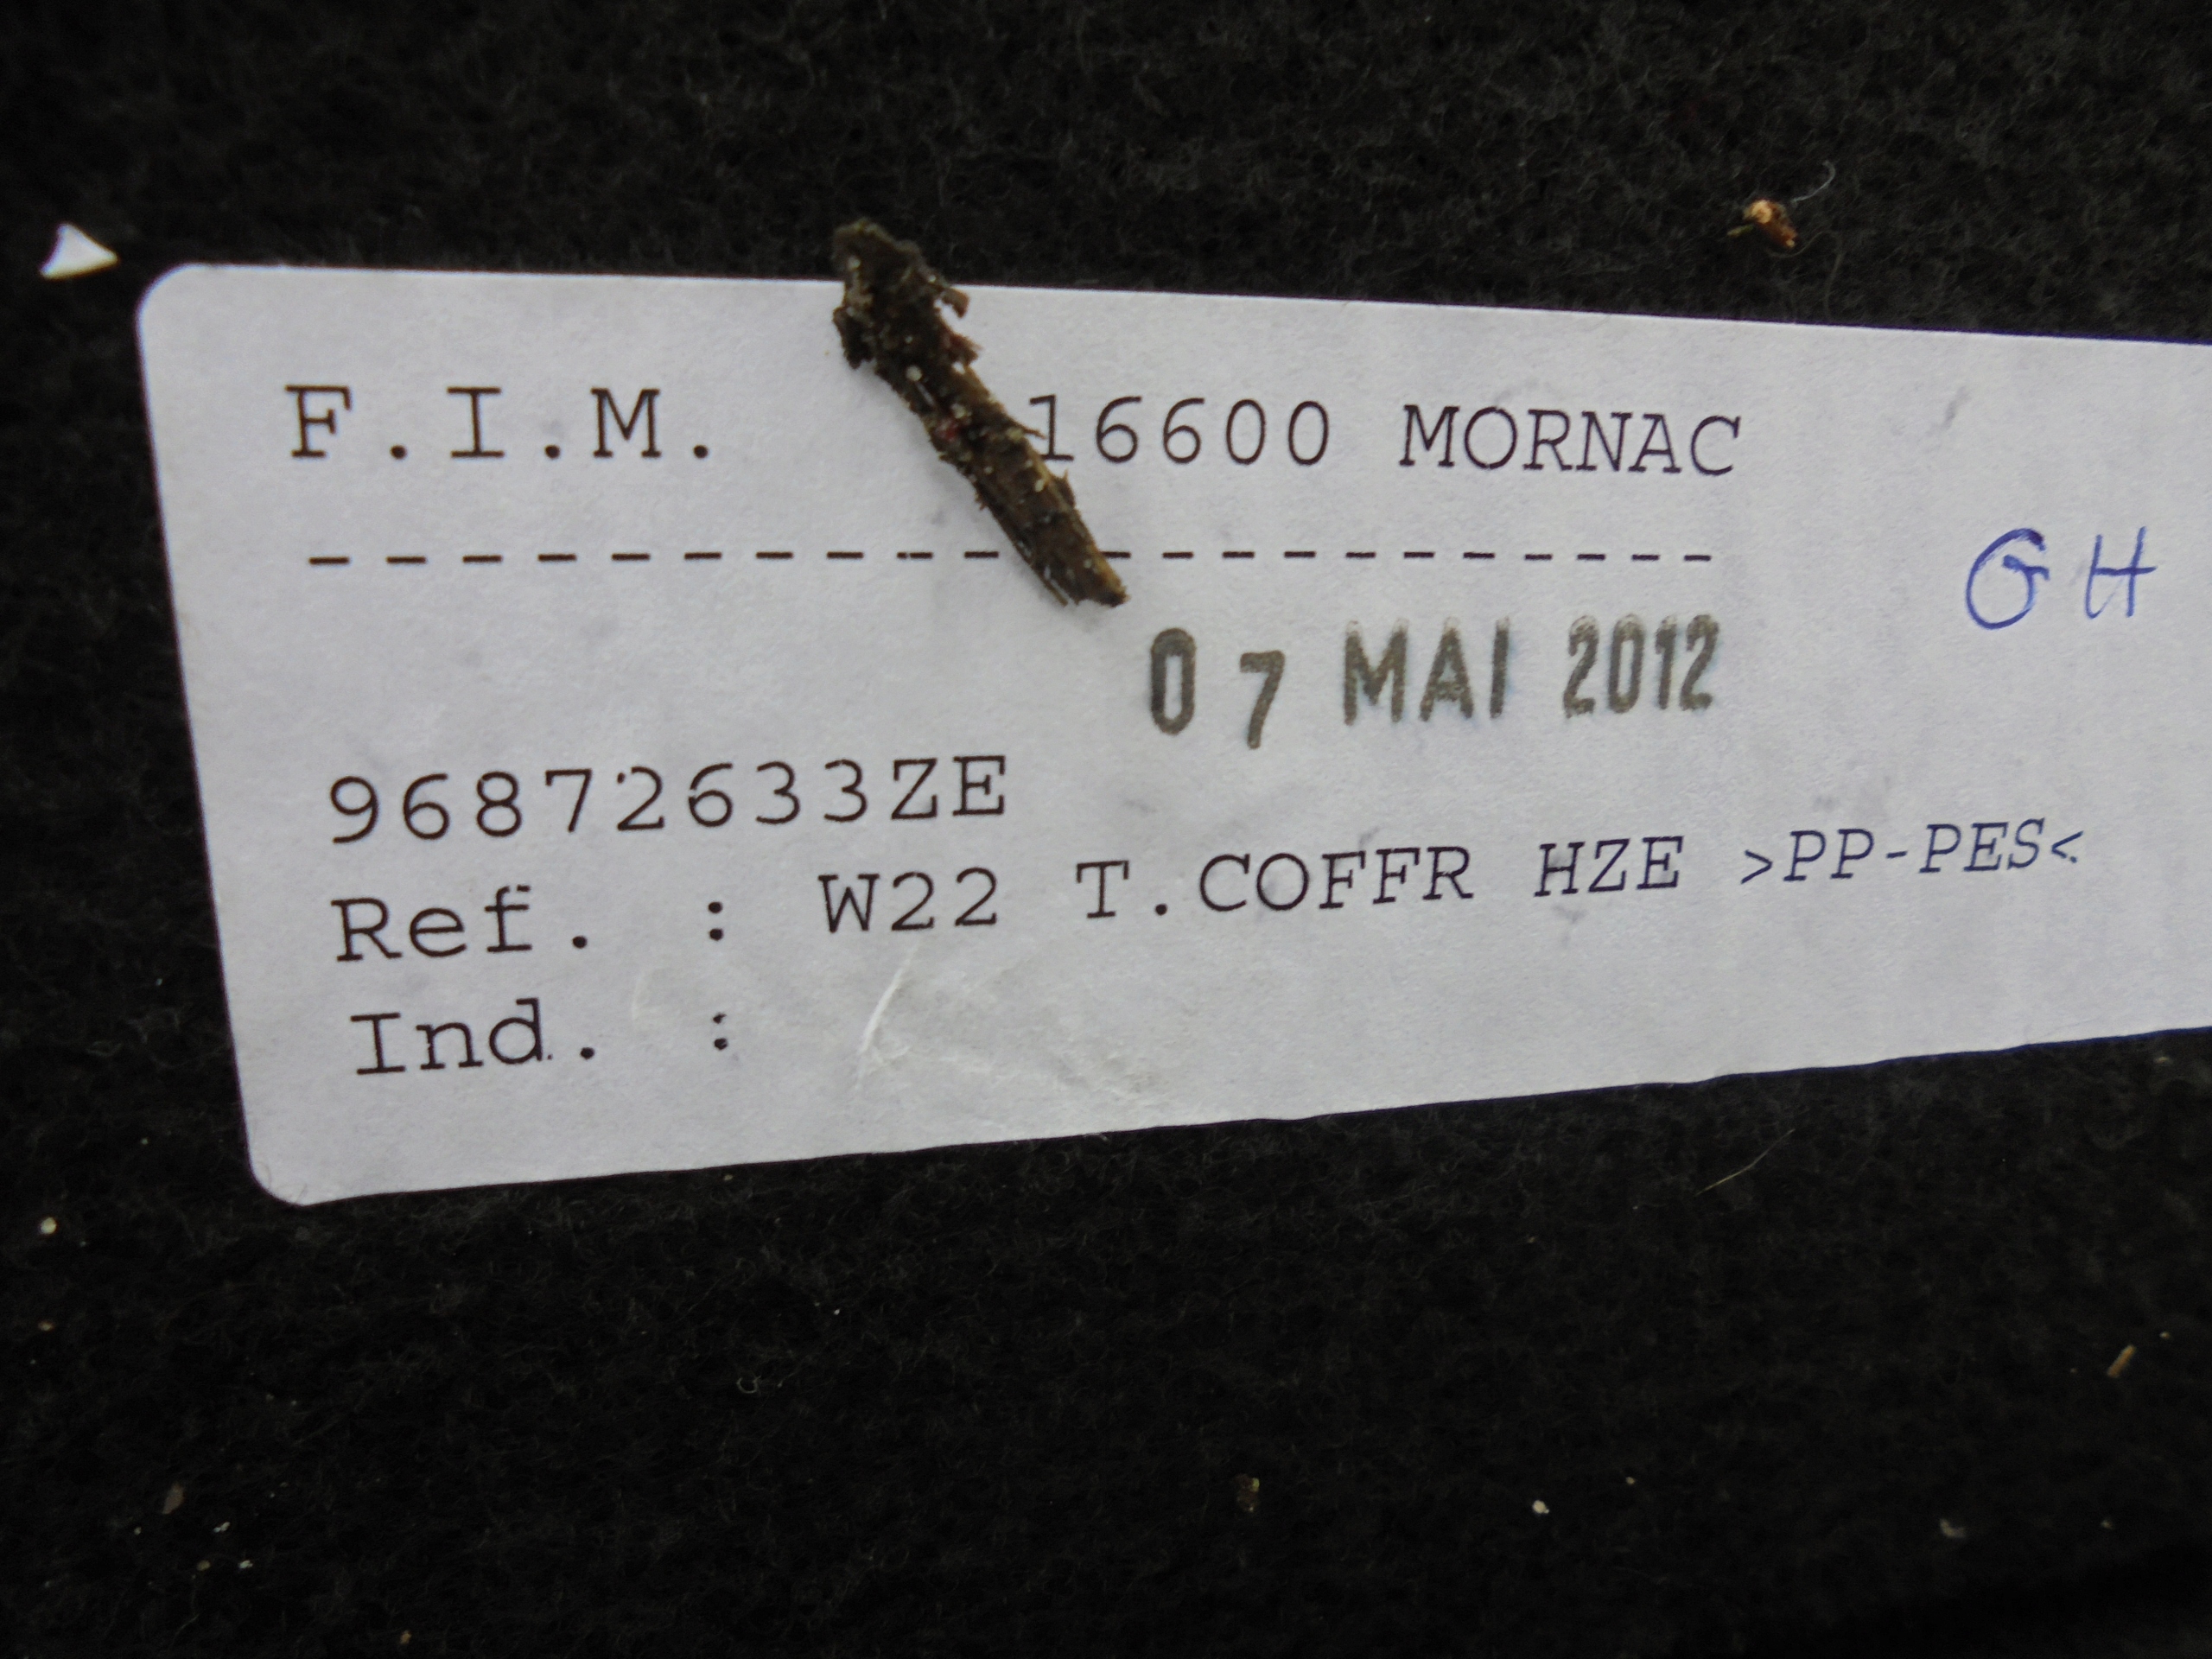 F.I.M. 16600 MORNAC
- - - - - - - - - - - - - - - - - - - -
GH
07 MAI 2012
96872633ZE
Ref. : W22 T.COFFR HZE >PP-PES<
Ind. :